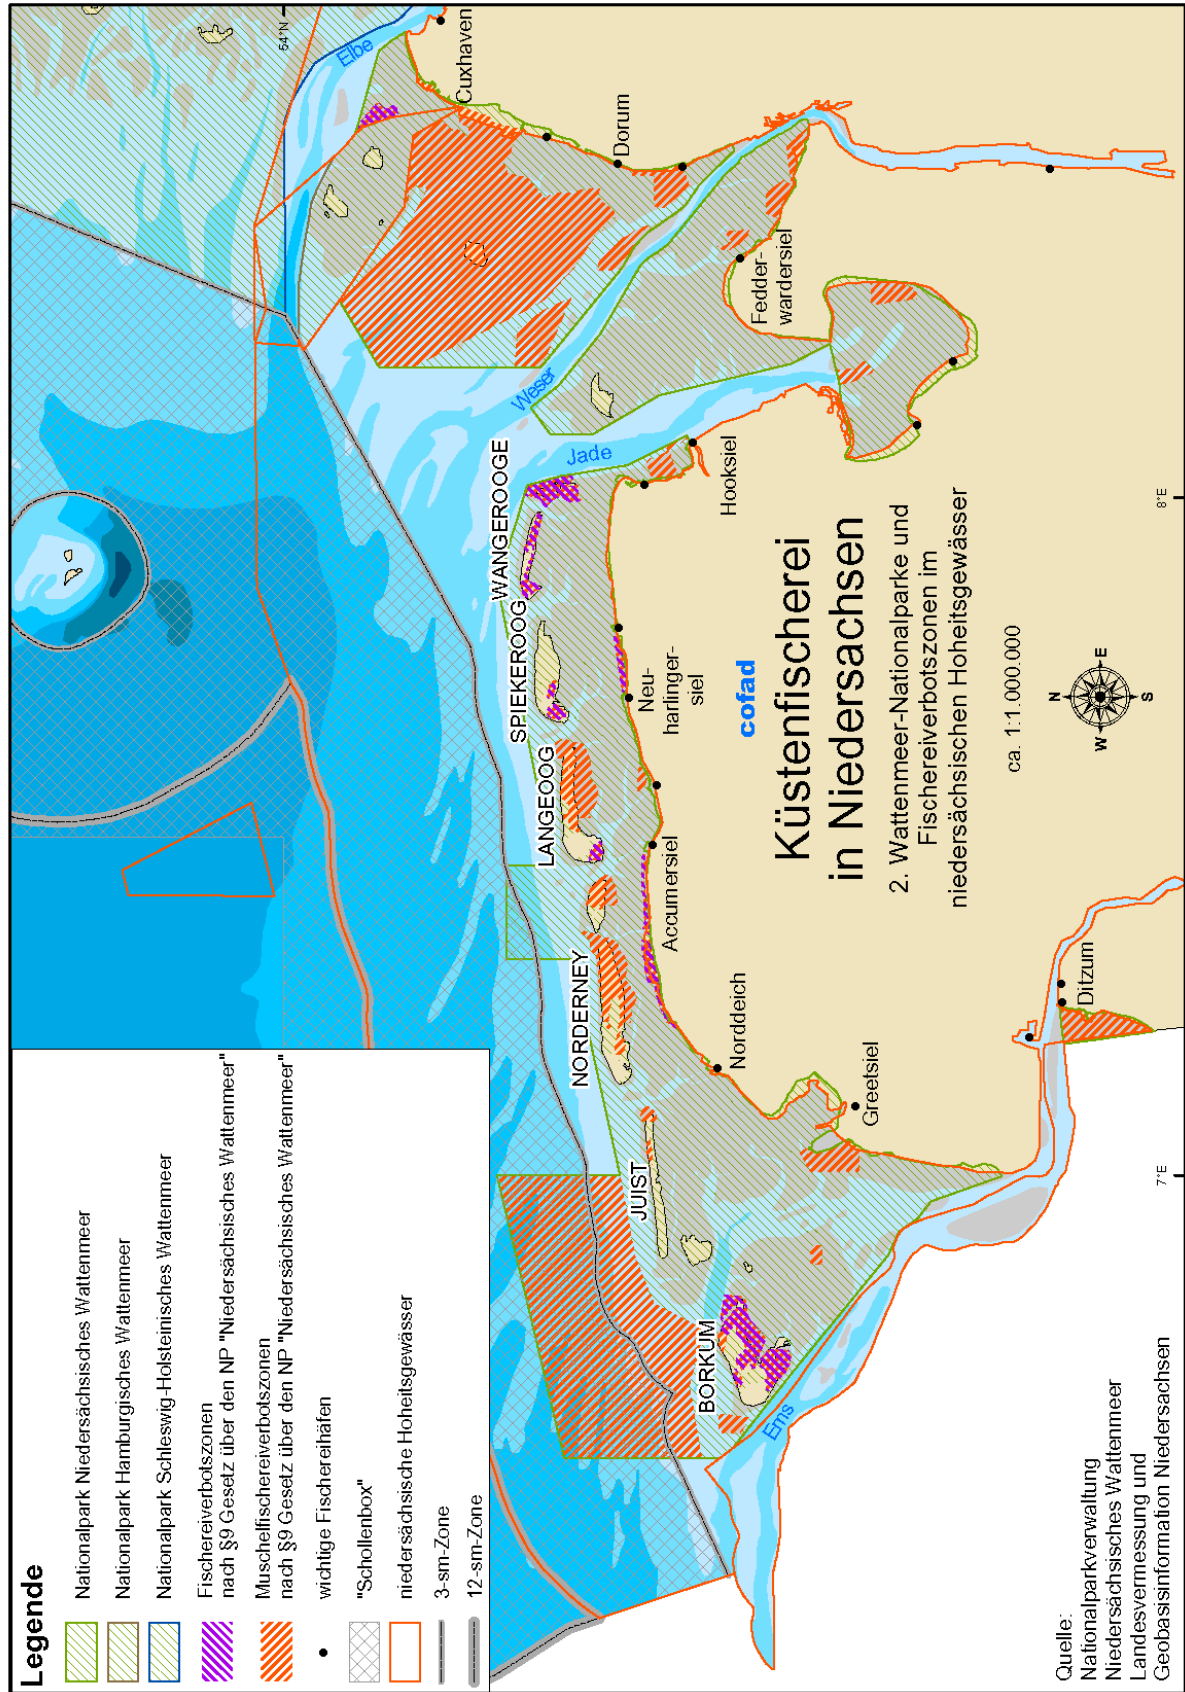 Legende
Nationalpark Niedersächsisches Wattenmeer
Nationalpark Hamburgisches Wattenmeer
Nationalpark Schleswig-Holsteinisches Wattenmeer
Fischereiverbotszonen
nach §9 Gesetz über den NP "Niedersächsisches Wattenmeer"
Muschelfischereiverbotszonen
nach §9 Gesetz über den NP "Niedersächsisches Wattenmeer"
wichtige Fischereihäfen
"Schollenbox"
niedersächsische Hoheitsgewässer
3-sm-Zone
12-sm-Zone
54°N
Elbe
Cuxhaven
Dorum
Weser
Fedder-
wardersiel
Jade
Hooksiel
WANGEROOGE
SPIEKEROOG
LANGEOOG
NORDERNEY
JUIST
BORKUM
Neu-
harlinger-
siel
Accumersiel
Norddeich
Greetsiel
Ditzum
Ems
8°E
7°E
cofad
Küstenfischerei
in Niedersachsen
2. Wattenmeer-Nationalparke und
Fischereiverbotszonen im
niedersächsischen Hoheitsgewässer
ca. 1:1.000.000
N
E
S
W
Quelle:
Nationalparkverwaltung
Niedersächsisches Wattenmeer
Landesvermessung und
Geobasisinformation Niedersachsen